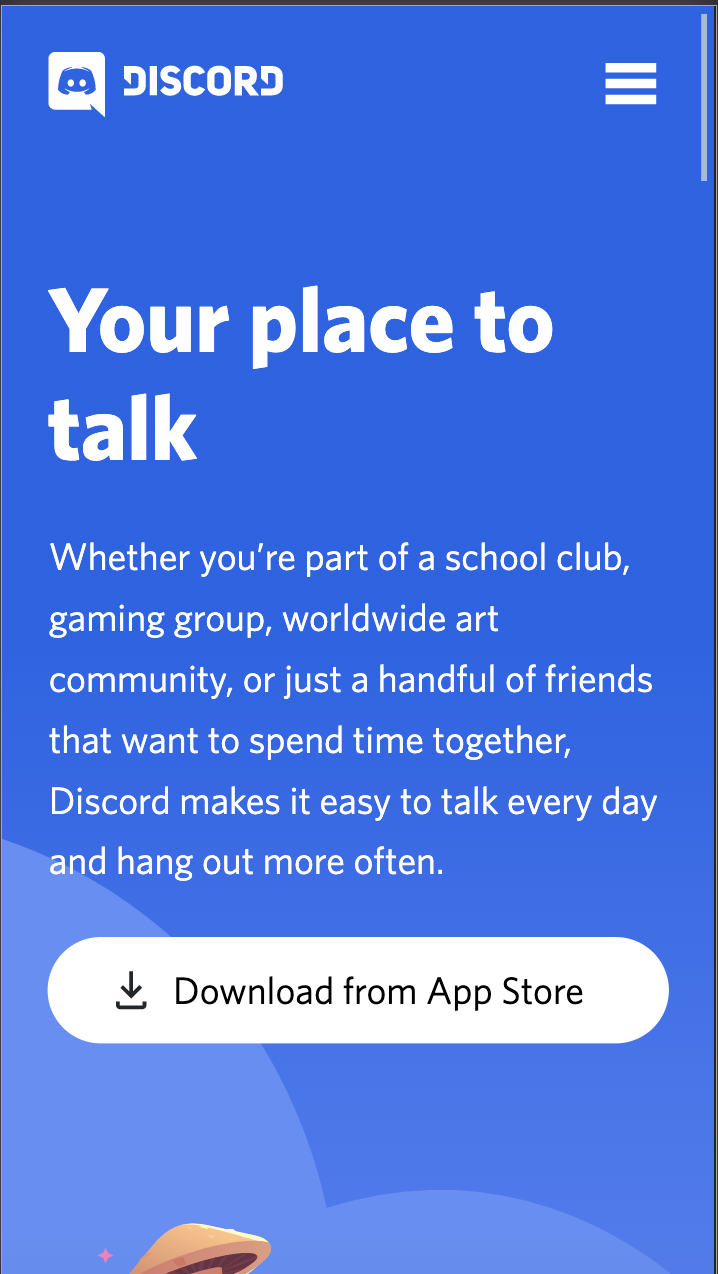 DISCORD
Your place to
talk
Whether you’re part of a school club,
gaming group, worldwide art
community, or just a handful of friends
that want to spend time together,
Discord makes it easy to talk every day
and hang out more often.
Download from App Store